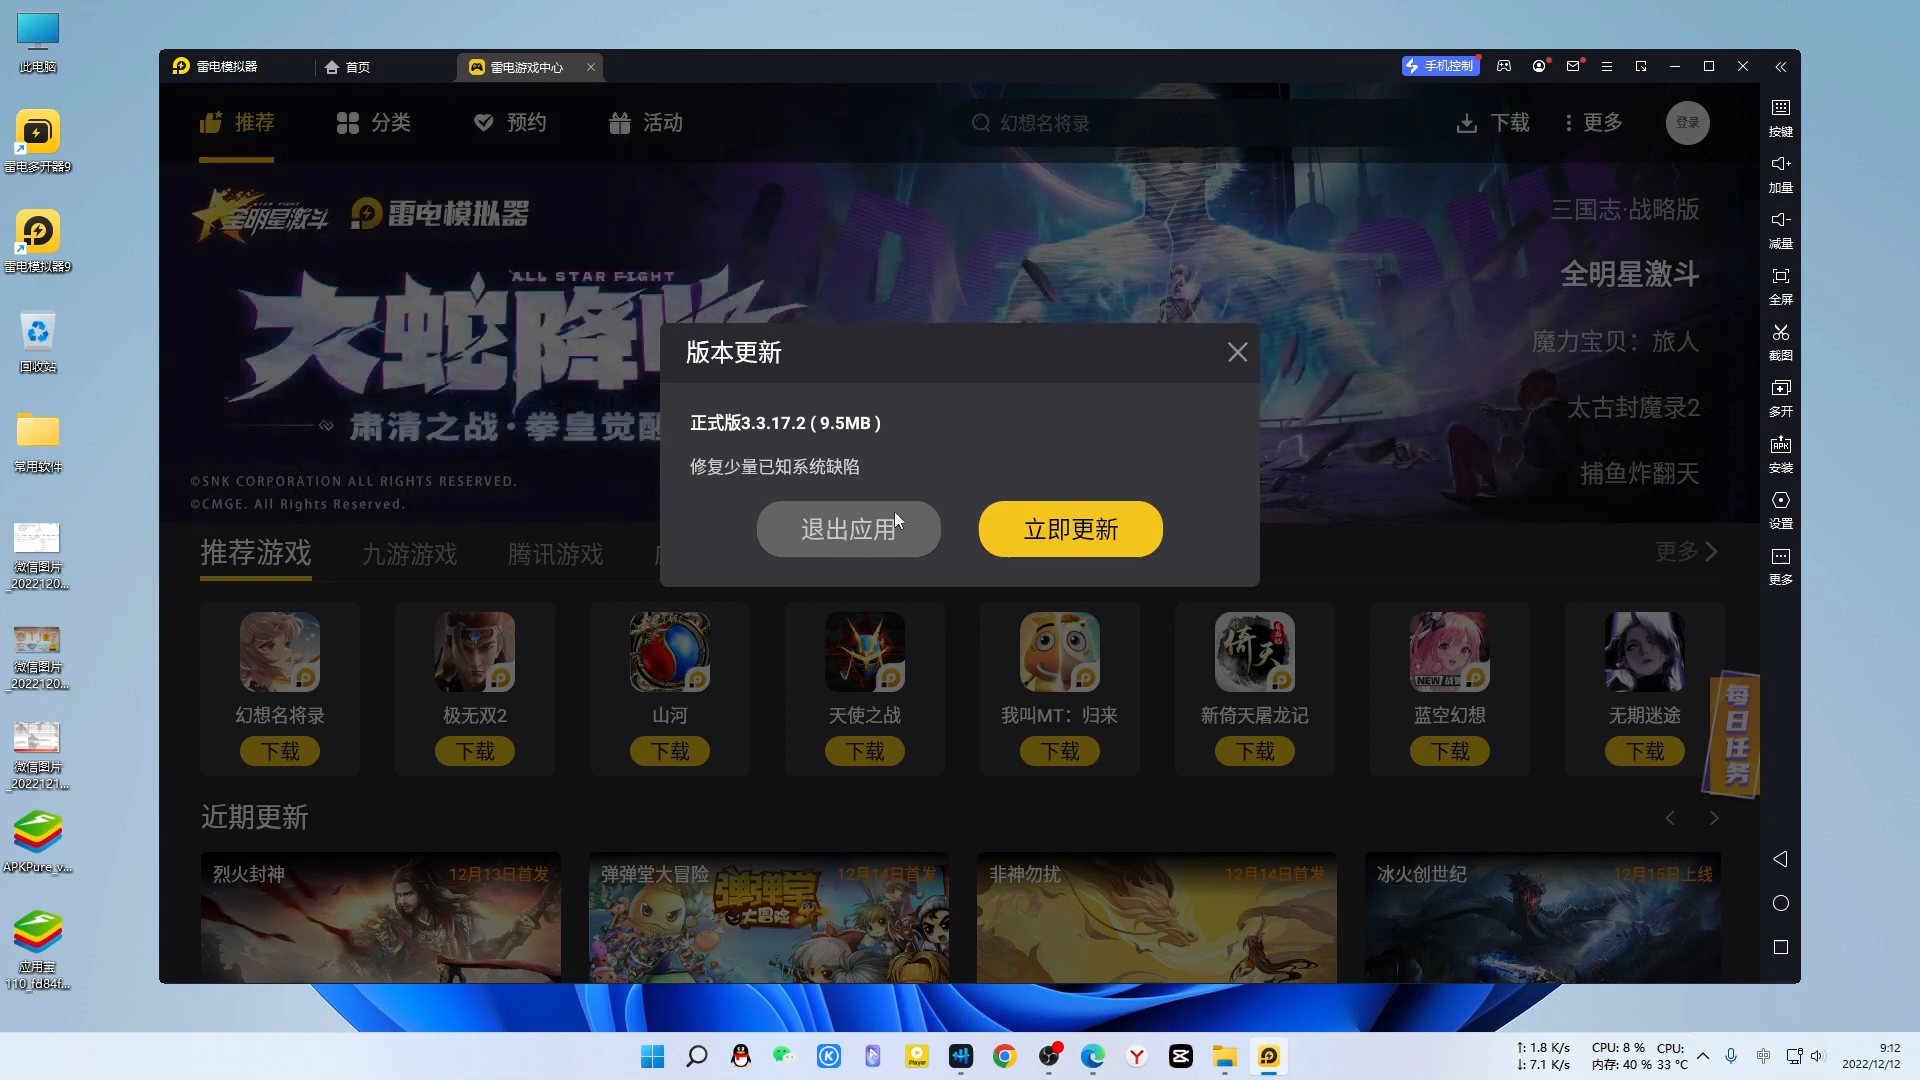 此电脑
雷电多开器9
雷电模拟器9
回收站
常用软件
微信图片
_2022120...
微信图片
_2022120...
微信图片
_2022121...
APKPure_v...
应用宝
110_fd84f...
雷电模拟器
首页
雷电游戏中心
手机控制
推荐
分类
预约
活动
幻想名将录
下载
更多
登录
全明星激斗
雷电模拟器
ALL STAR FIGHT
大蛇降临
肃清之战·拳皇觉醒
©SNK CORPORATION ALL RIGHTS RESERVED.
©CMGE. All Rights Reserved.
三国志·战略版
全明星激斗
魔力宝贝：旅人
太古封魔录2
捕鱼炸翻天
版本更新
正式版3.3.17.2 ( 9.5MB )
修复少量已知系统缺陷
退出应用
立即更新
推荐游戏
九游游戏
腾讯游戏
更多
幻想名将录
下载
极无双2
下载
山河
下载
天使之战
下载
我叫MT：归来
下载
新倚天屠龙记
下载
NEW
蓝空幻想
下载
无期迷途
下载
每日任务
近期更新
烈火封神
12月13日首发
弹弹堂大冒险
12月14日首发
弹弹堂
大冒险
非神勿扰
12月14日首发
冰火创世纪
12月15日上线
按键
加量
减量
全屏
截图
多开
APK
安装
设置
更多
↑: 1.8 K/s
↓: 7.1 K/s
CPU: 8 %
内存: 40 %
CPU:
33 °C
中
9:12
2022/12/12